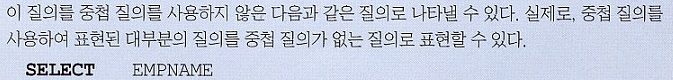 이 질의를 중첩 질의를 사용하지 않은 다음과 같은 질의로 나타낼 수 있다. 실제로, 중첩 질의를
사용하여 표현된 대부분의 질의를 중첩 질의가 없는 질의로 표현할 수 있다.
SELECT EMPNAME